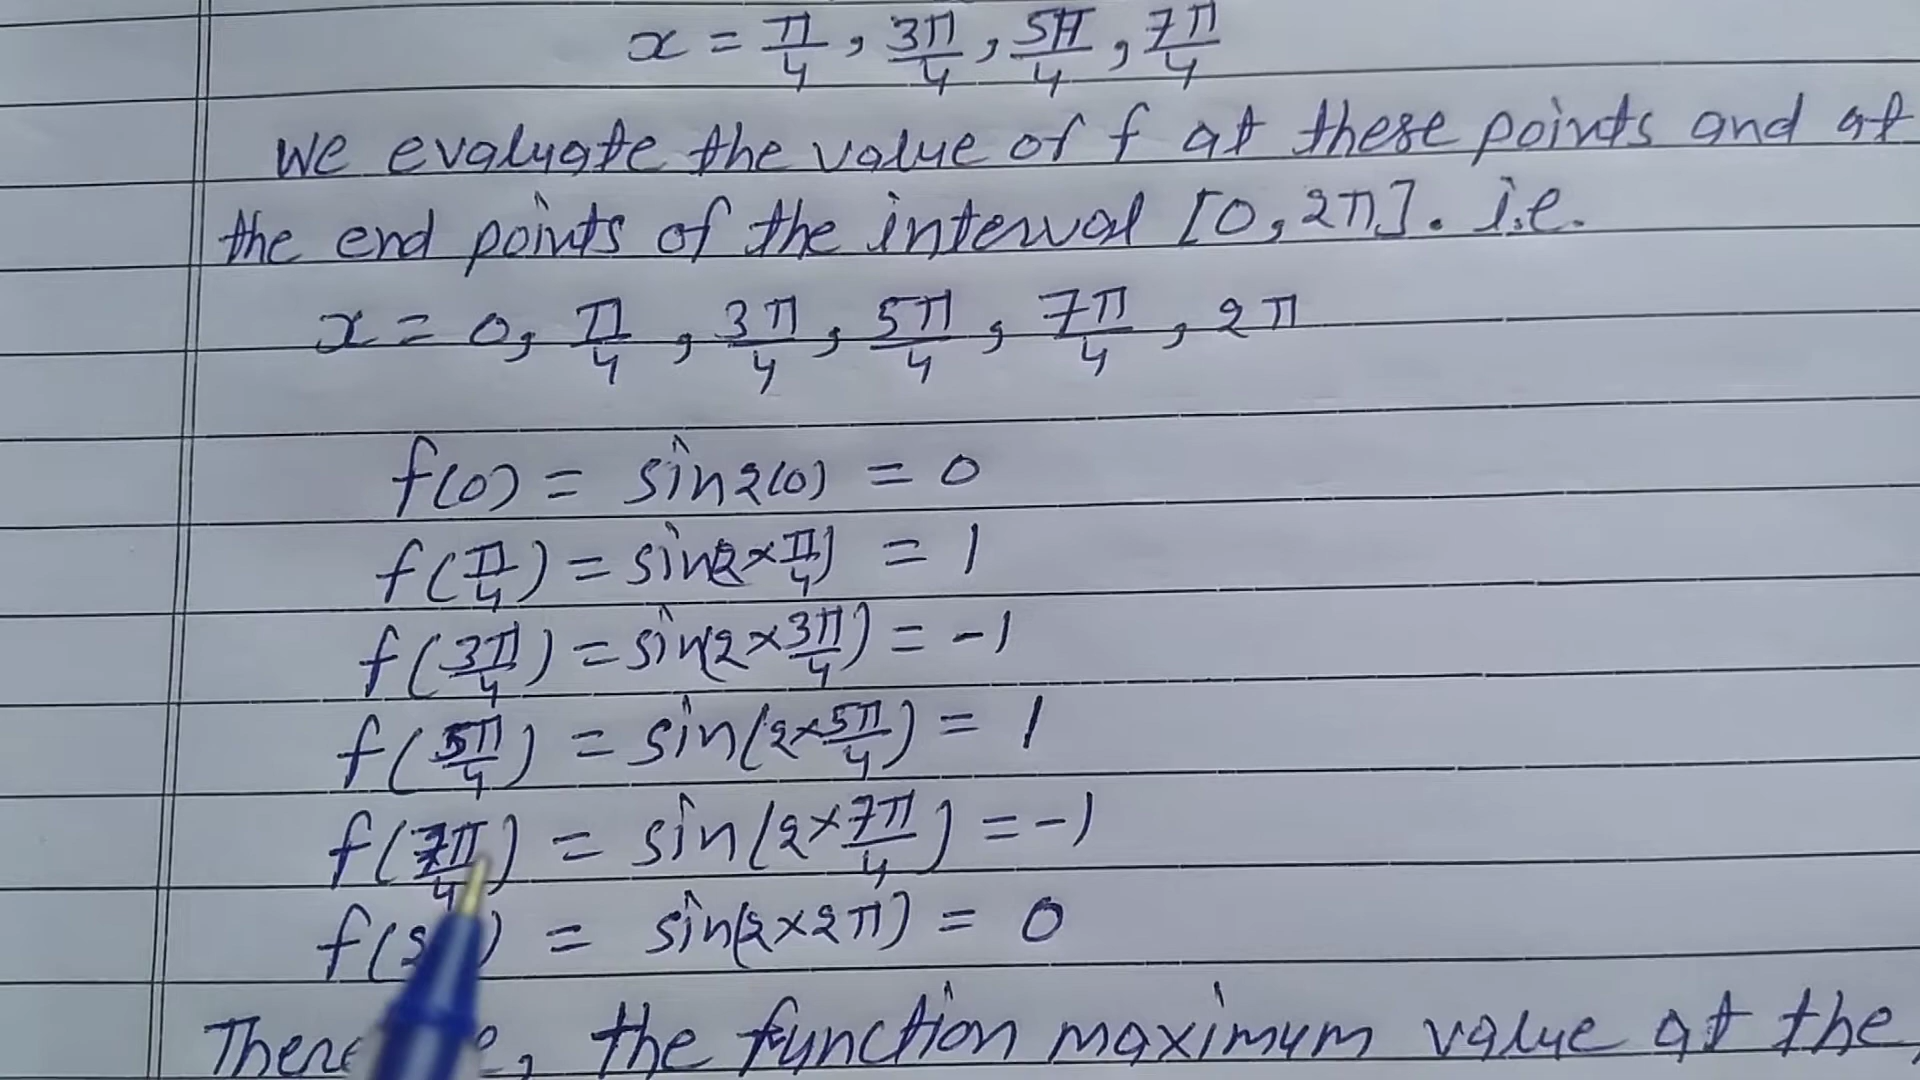 x = π/4, 3π/4, 5π/4, 7π/4
We evaluate the value of f at these points and at
the end points of the interval [0, 2π]. i.e.
x = 0, π/4, 3π/4, 5π/4, 7π/4, 2π
f(0) = sin2(0) = 0
f(π/4) = sin(2×π/4) = 1
f(3π/4) = sin(2×3π/4) = -1
f(5π/4) = sin(2×5π/4) = 1
f(7π/4) = sin(2×7π/4) = -1
f(2 ) = sin(2×2π) = 0
the function maximum value at the